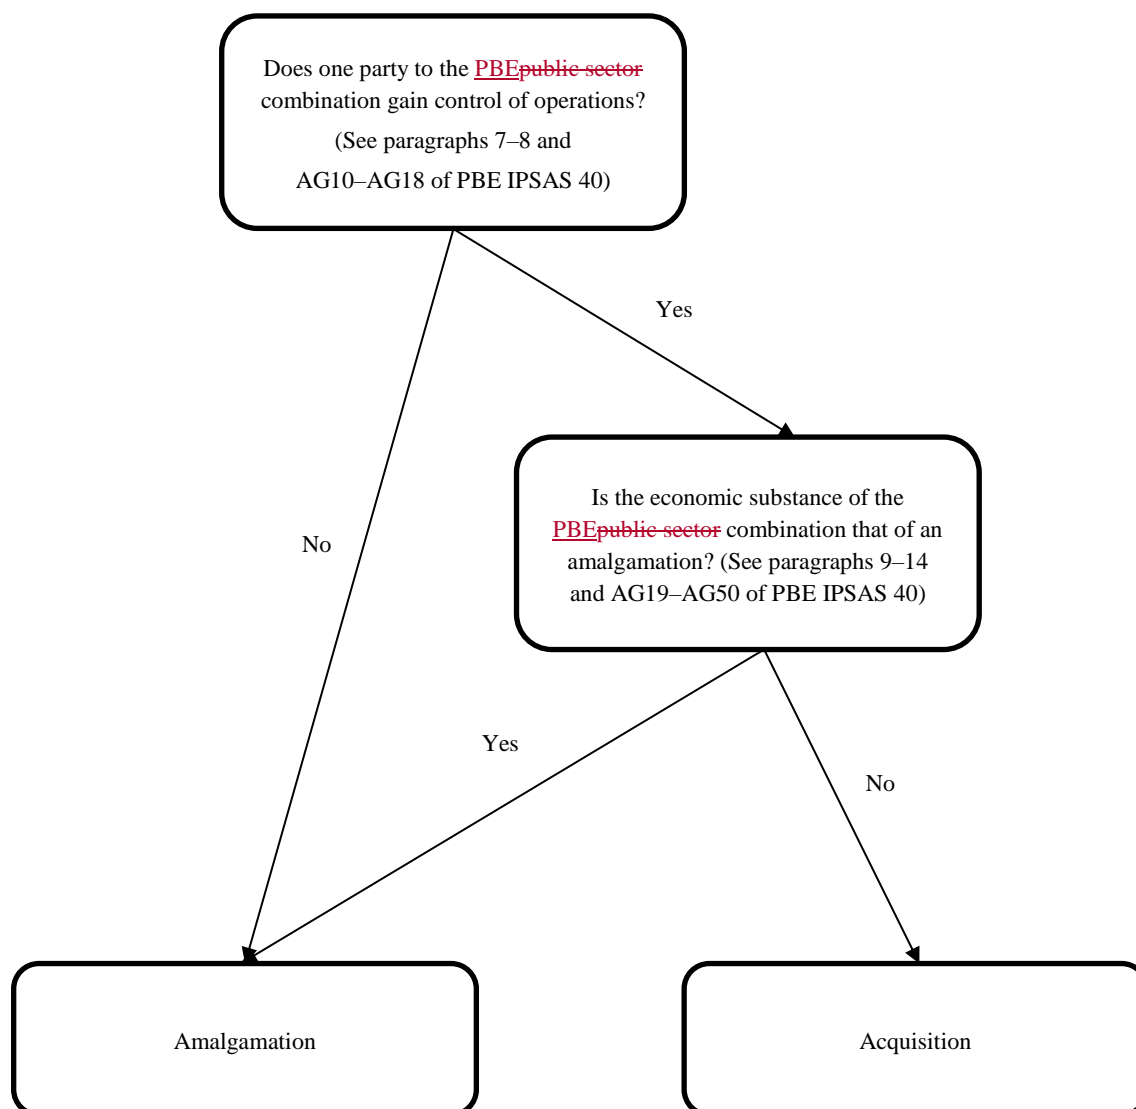 Does one party to the PBEpublic sector
combination gain control of operations?
(See paragraphs 7–8 and
AG10–AG18 of PBE IPSAS 40)
Yes
Is the economic substance of the
PBEpublic sector combination that of an
amalgamation? (See paragraphs 9–14
and AG19–AG50 of PBE IPSAS 40)
No
Yes
No
Amalgamation
Acquisition